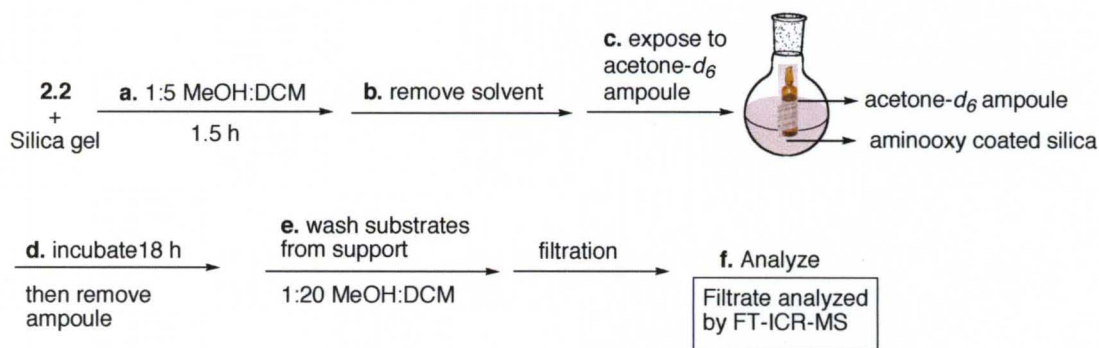 2.2
+
Silica gel
a. 1:5 MeOH:DCM
1.5 h
b. remove solvent
c. expose to
acetone-d6
ampoule
acetone-d6 ampoule
aminooxy coated silica
d. incubate18 h
then remove
ampoule
e. wash substrates
from support
1:20 MeOH:DCM
filtration
f. Analyze
Filtrate analyzed
by FT-ICR-MS